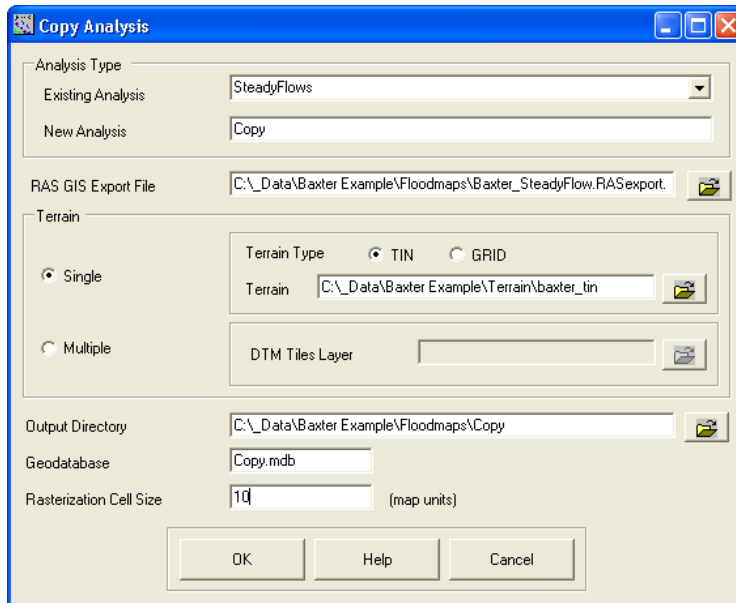 Copy Analysis
Analysis Type
Existing Analysis SteadyFlows
New Analysis Copy
RAS GIS Export File C:\_Data\Baxter Example\Floodmaps\Baxter_SteadyFlow.RASexport.
Terrain
Single
Terrain Type TIN GRID
Terrain C:\_Data\Baxter Example\Terrain\baxter_tin
Multiple
DTM Tiles Layer
Output Directory C:\_Data\Baxter Example\Floodmaps\Copy
Geodatabase Copy.mdb
Rasterization Cell Size 10 (map units)
OK Help Cancel